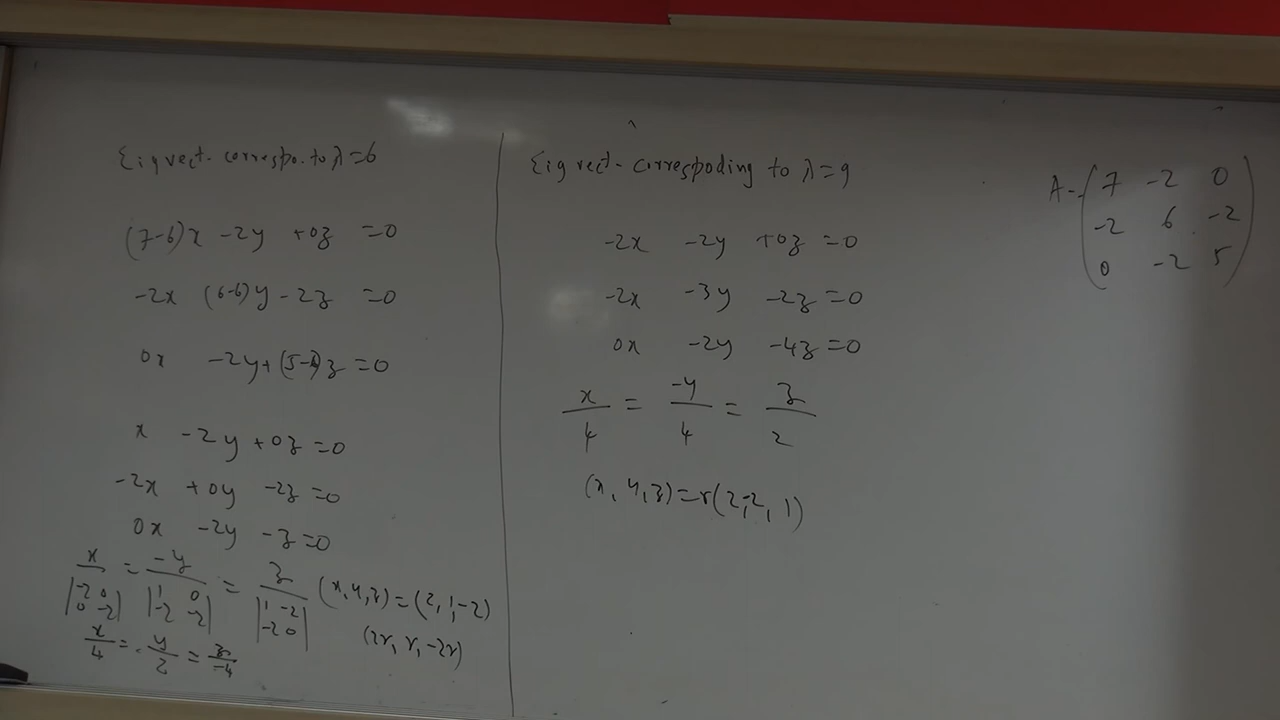 Eigvect. correspo. to λ=6
(7-6)x -2y +0z =0
-2x (6-6)y -2z =0
0x -2y+(5-6)z =0
x -2y +0z =0
-2x +0y -2z =0
0x -2y -z =0
x/|-2 0; 0 -2| = -y/|1 0; -2 -2| = z/|1 -2; -2 0| (x,y,z) = (2,1,-2)
x/4 = y/2 = z/-4 (2r, r, -2r)
Eigvect. correspoding to λ=9
-2x -2y +0z =0
-2x -3y -2z =0
0x -2y -4z =0
x/4 = -y/4 = z/2
(x, y, z) = r(2,-2, 1)
A = (7 -2 0
-2 6 -2
0 -2 5)